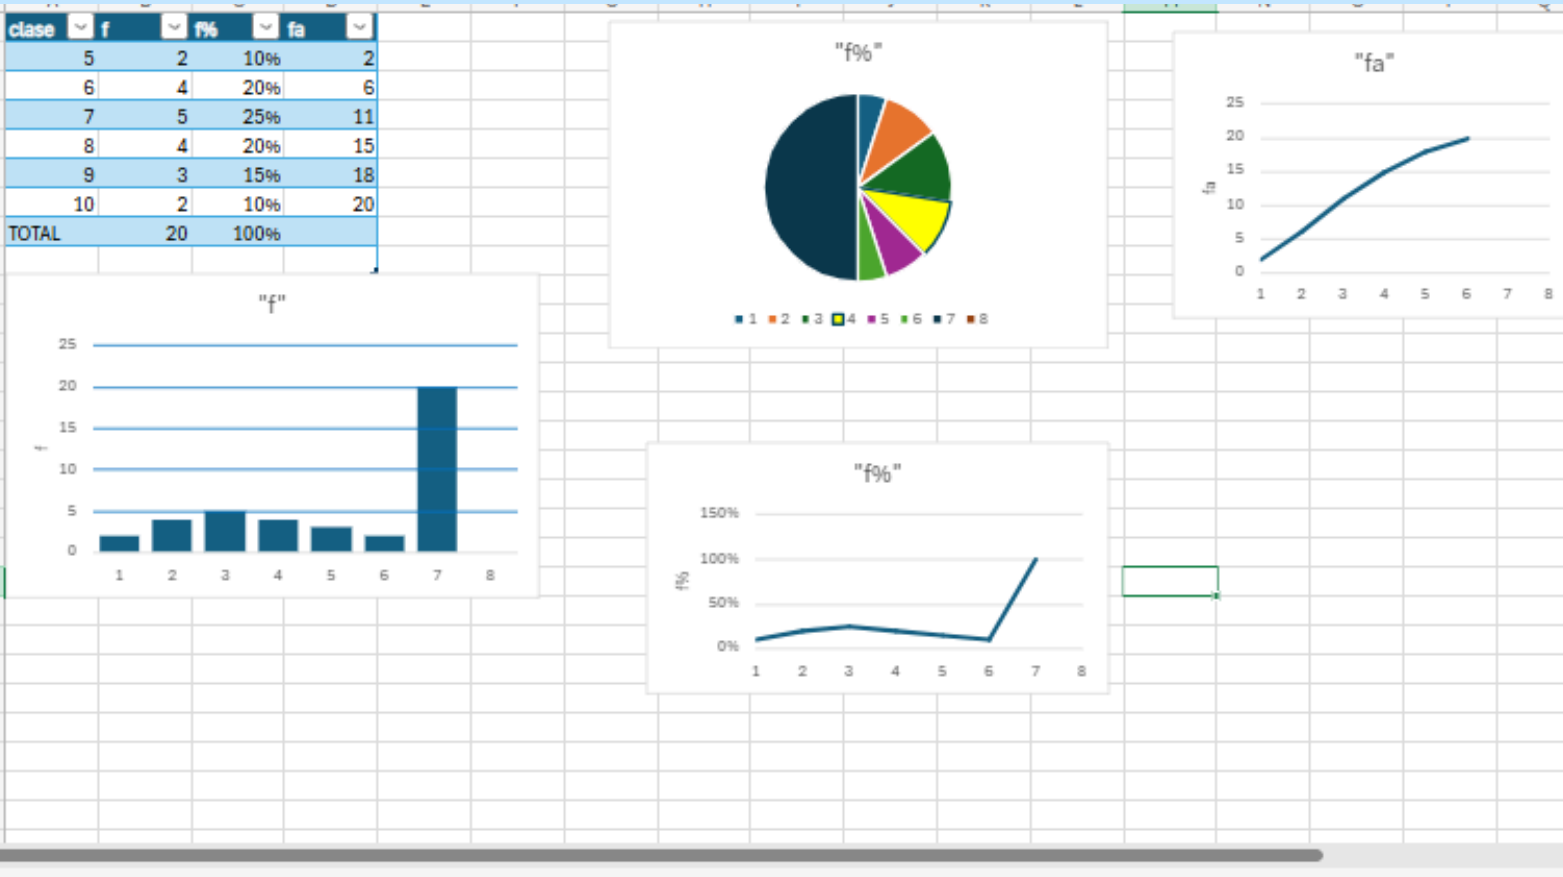 clase f f% fa
5 2 10% 2
6 4 20% 6
7 5 25% 11
8 4 20% 15
9 3 15% 18
10 2 10% 20
TOTAL 20 100%
"f"
25
20
15
10
5
0
f
1 2 3 4 5 6 7 8
"f%"
1 2 3 4 5 6 7 8
"fa"
25
20
15
10
5
0
fa
1 2 3 4 5 6 7 8
"f%"
150%
100%
50%
0%
f%
1 2 3 4 5 6 7 8